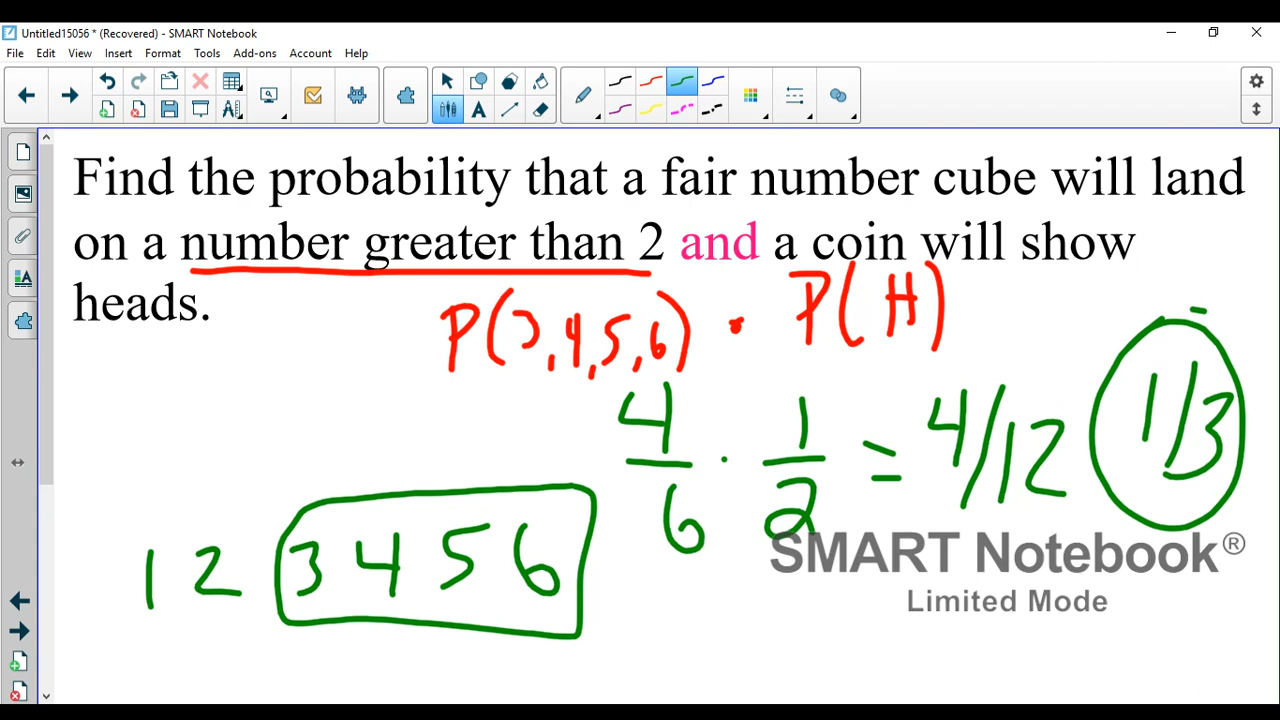 Untitled15056 * (Recovered) - SMART Notebook
File Edit View Insert Format Tools Add-ons Account Help
Find the probability that a fair number cube will land
on a number greater than 2 and a coin will show
heads.
P(3,4,5,6) · P(H)
4/6 · 1/2 = 4/12 1/3
1 2 3 4 5 6
SMART Notebook®
Limited Mode